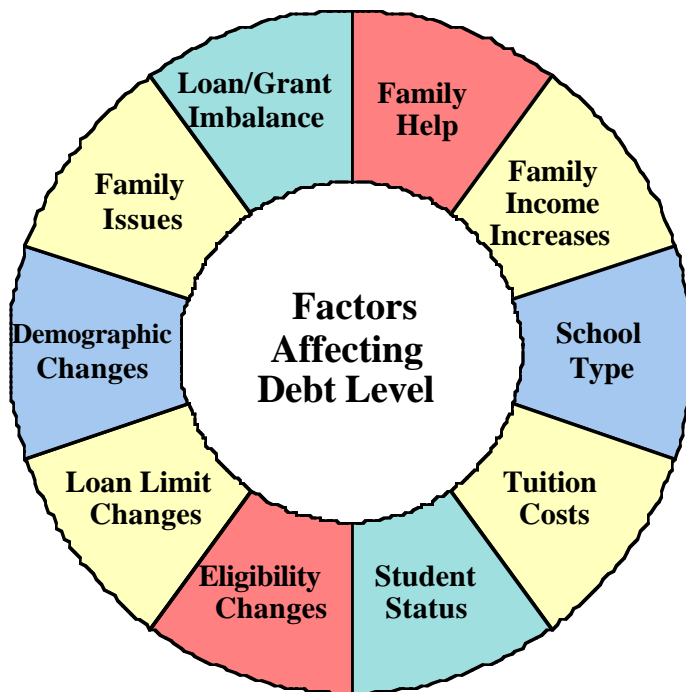 Loan/Grant
Imbalance
Family
Help
Family
Income
Increases
School
Type
Tuition
Costs
Student
Status
Eligibility
Changes
Loan Limit
Changes
Demographic
Changes
Family
Issues
Factors
Affecting
Debt Level